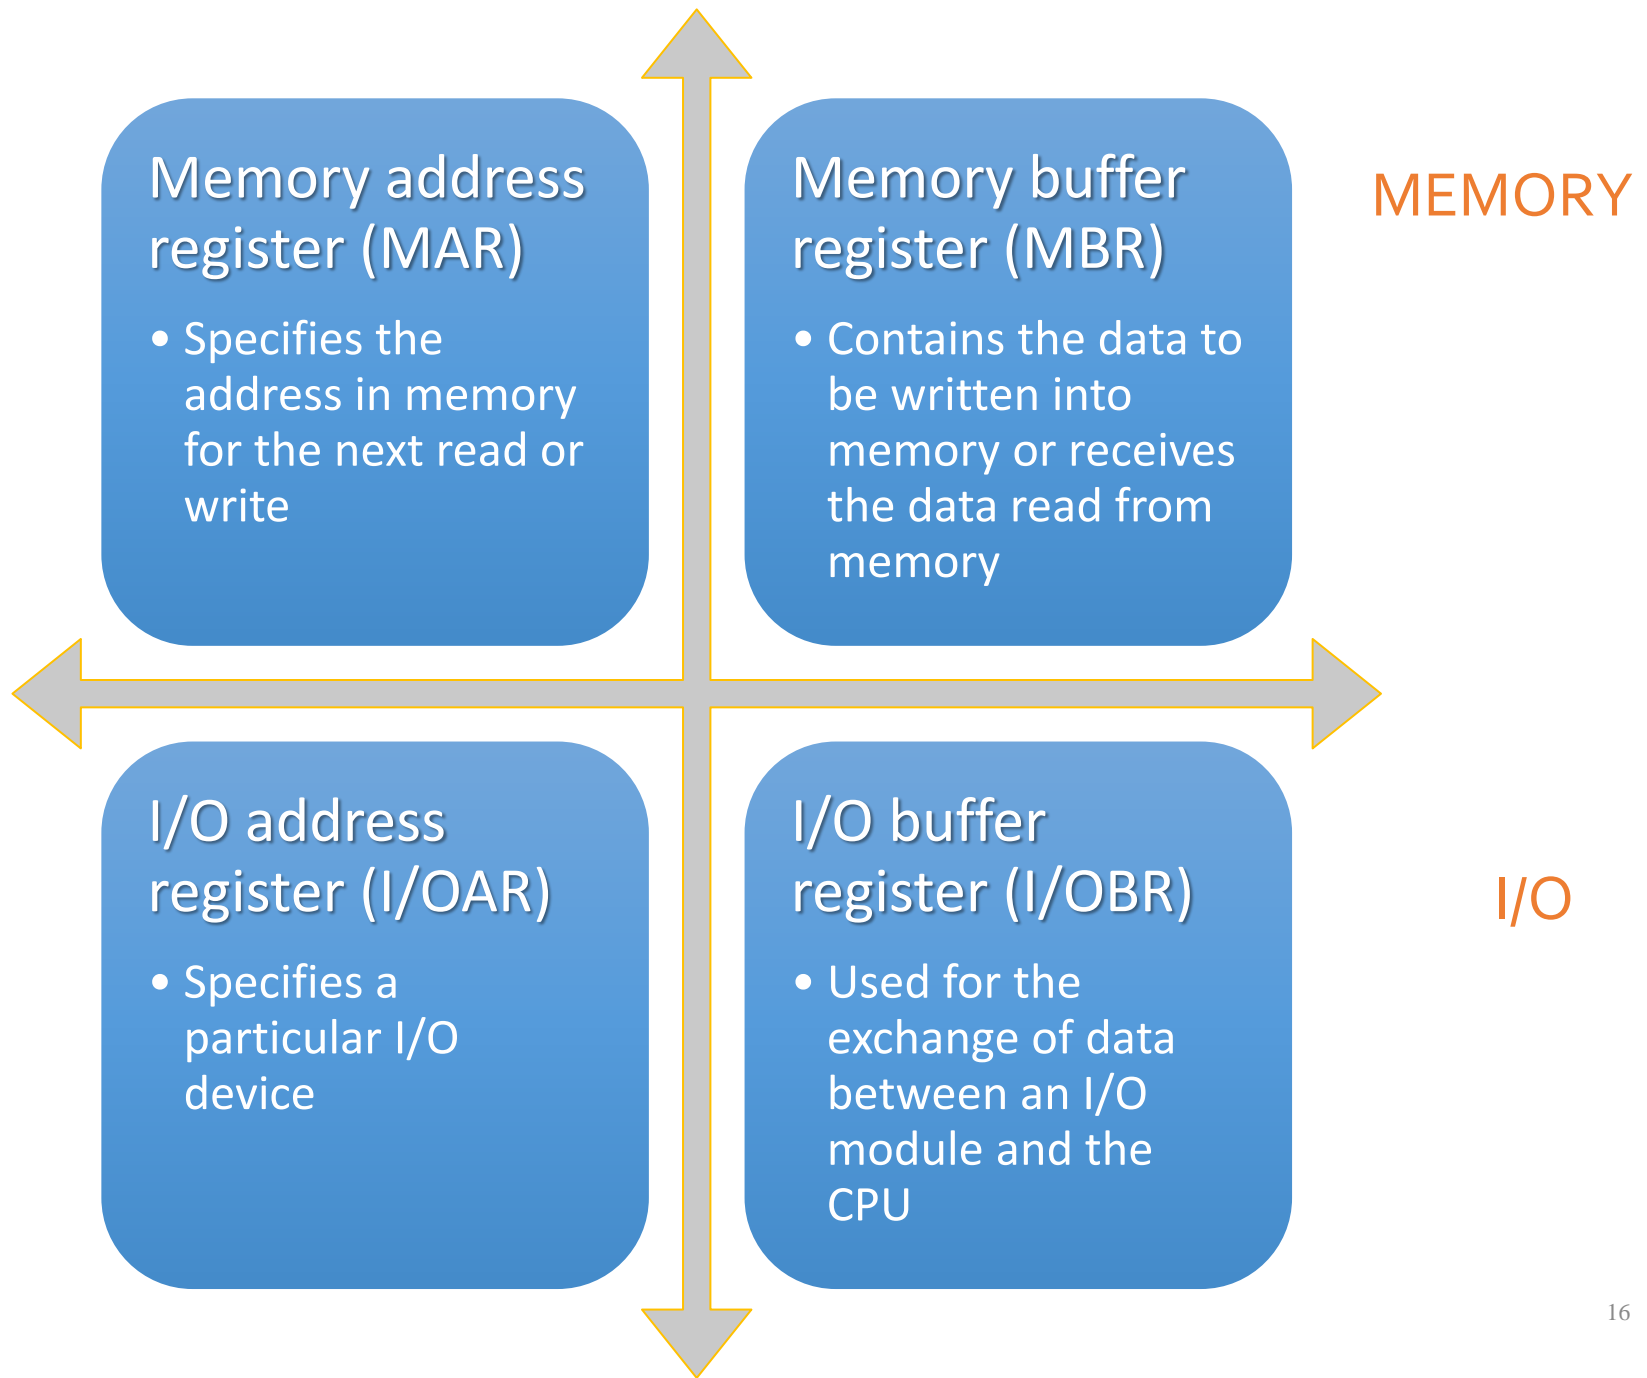 Memory address
register (MAR)
• Specifies the
address in memory
for the next read or
write
Memory buffer
register (MBR)
• Contains the data to
be written into
memory or receives
the data read from
memory
MEMORY
I/O address
register (I/OAR)
• Specifies a
particular I/O
device
I/O buffer
register (I/OBR)
• Used for the
exchange of data
between an I/O
module and the
CPU
I/O
16